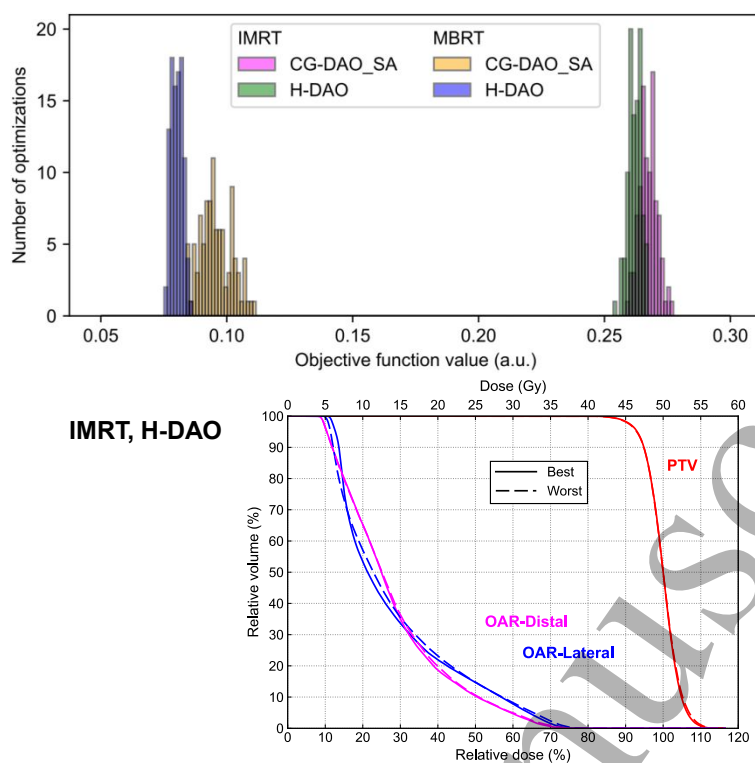 20
15
10
5
0
Number of optimizations
IMRT MBRT
CG-DAO_SA CG-DAO_SA
H-DAO H-DAO
0.05 0.10 0.15 0.20 0.25 0.30
Objective function value (a.u.)
IMRT, H-DAO
Dose (Gy)
0 5 10 15 20 25 30 35 40 45 50 55 60
100
90
80
70
60
50
40
30
20
10
0
Relative volume (%)
PTV
Best
Worst
OAR-Distal
OAR-Lateral
0 10 20 30 40 50 60 70 80 90 100 110 120
Relative dose (%)